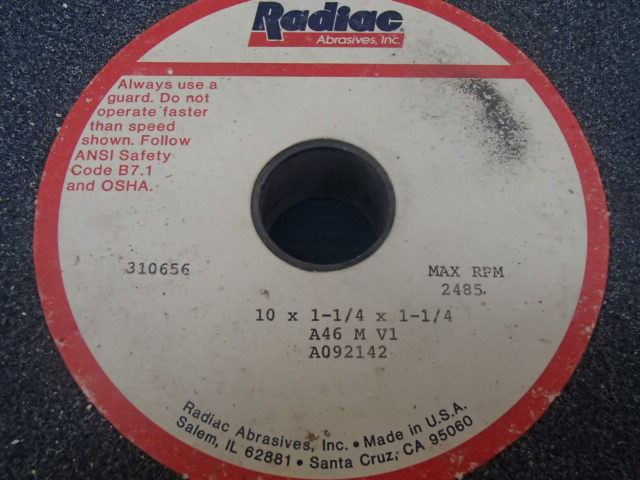 Radiac
Abrasives, Inc.
Always use a
guard. Do not
operate faster
than speed
shown. Follow
ANSI Safety
Code B7.1
and OSHA.
310656
MAX RPM
2485
10 x 1-1/4 x 1-1/4
A46 M V1
A092142
Radiac Abrasives, Inc. • Made in U.S.A.
Salem, IL 62881 • Santa Cruz, CA 95060